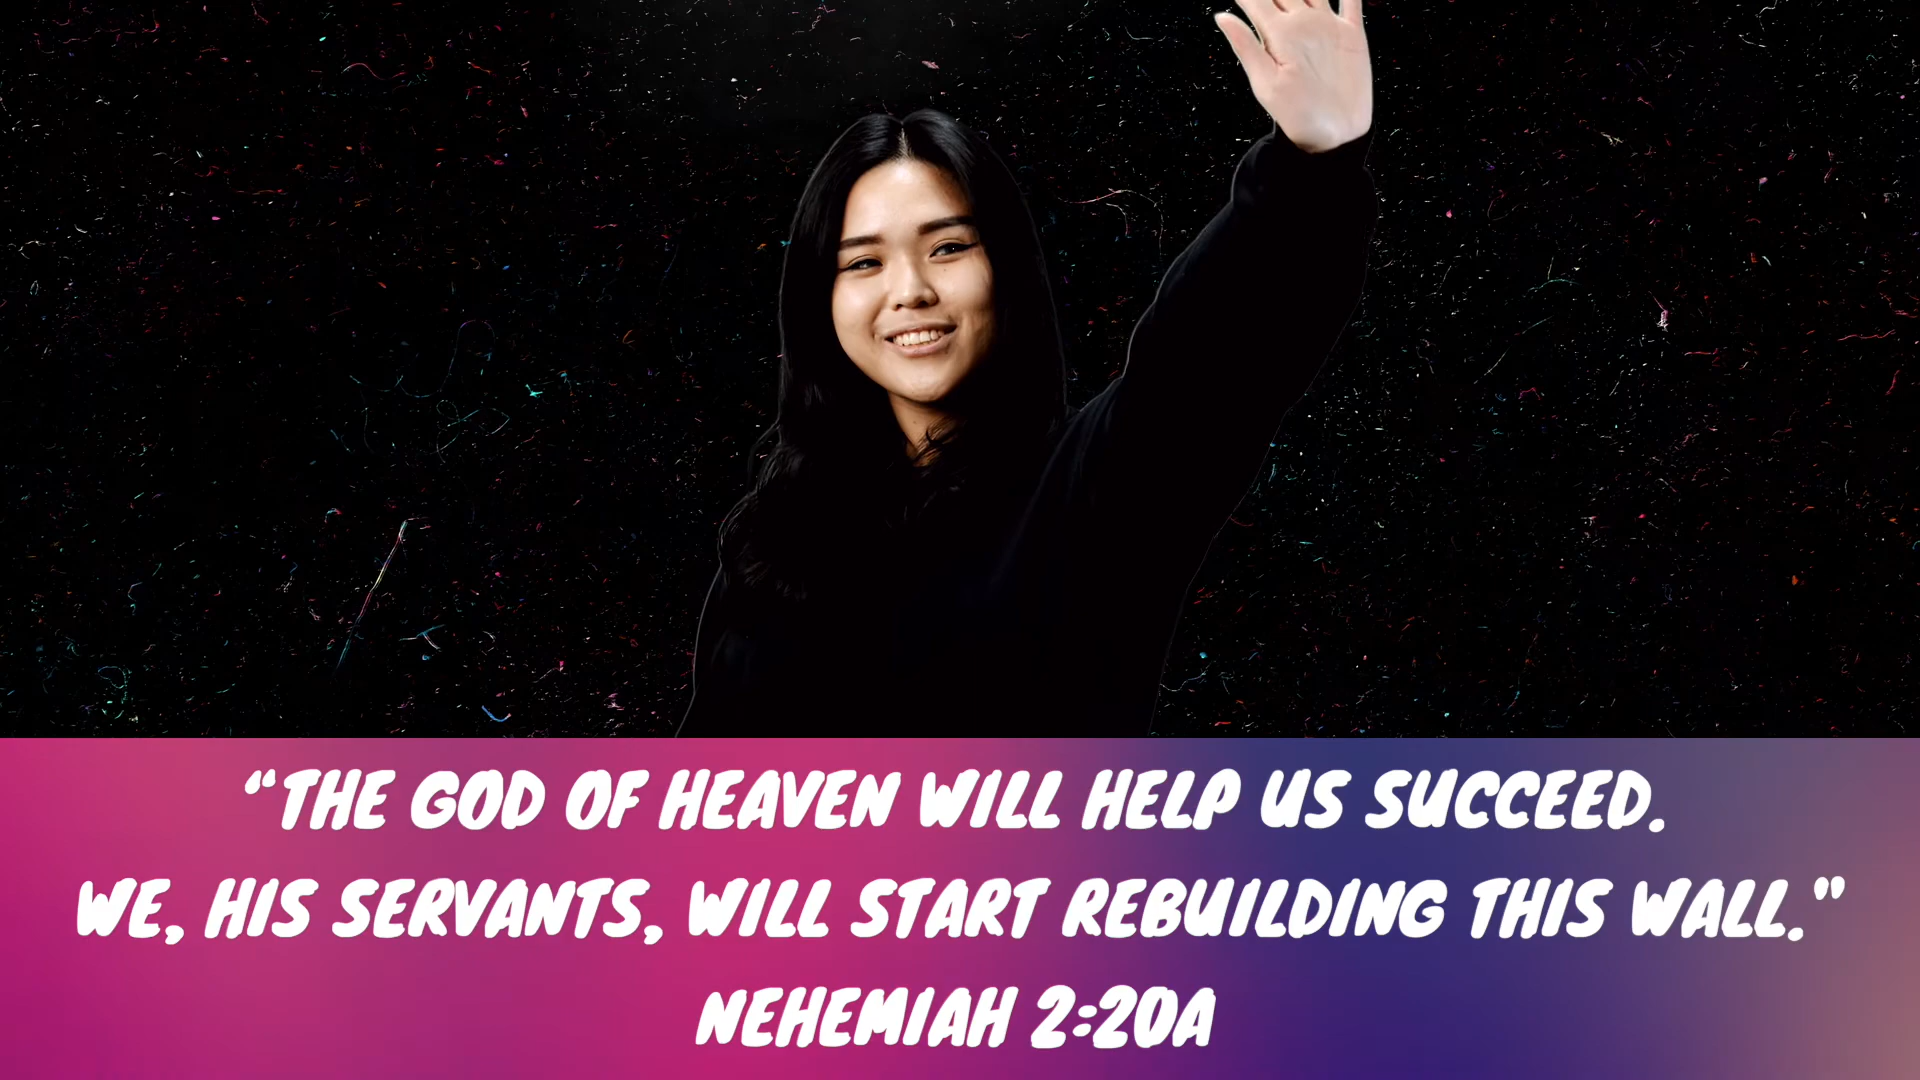 “THE GOD OF HEAVEN WILL HELP US SUCCEED.
WE, HIS SERVANTS, WILL START REBUILDING THIS WALL.”
NEHEMIAH 2:20A